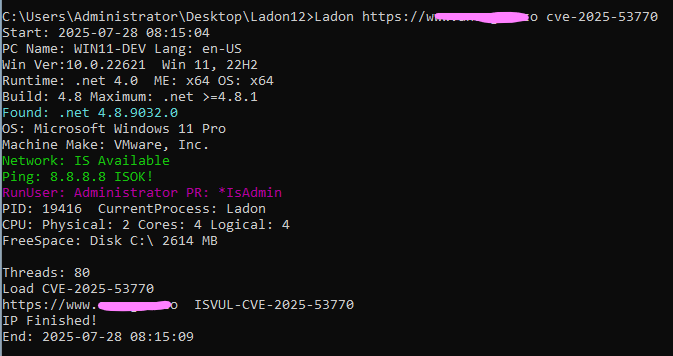 C:\Users\Administrator\Desktop\Ladon12>Ladon https://w o cve-2025-53770
Start: 2025-07-28 08:15:04
PC Name: WIN11-DEV Lang: en-US
Win Ver:10.0.22621 Win 11, 22H2
Runtime: .net 4.0 ME: x64 OS: x64
Build: 4.8 Maximum: .net >=4.8.1
Found: .net 4.8.9032.0
OS: Microsoft Windows 11 Pro
Machine Make: VMware, Inc.
Network: IS Available
Ping: 8.8.8.8 ISOK!
RunUser: Administrator PR: *IsAdmin
PID: 19416 CurrentProcess: Ladon
CPU: Physical: 2 Cores: 4 Logical: 4
FreeSpace: Disk C:\ 2614 MB
Threads: 80
Load CVE-2025-53770
https://www. o ISVUL-CVE-2025-53770
IP Finished!
End: 2025-07-28 08:15:09